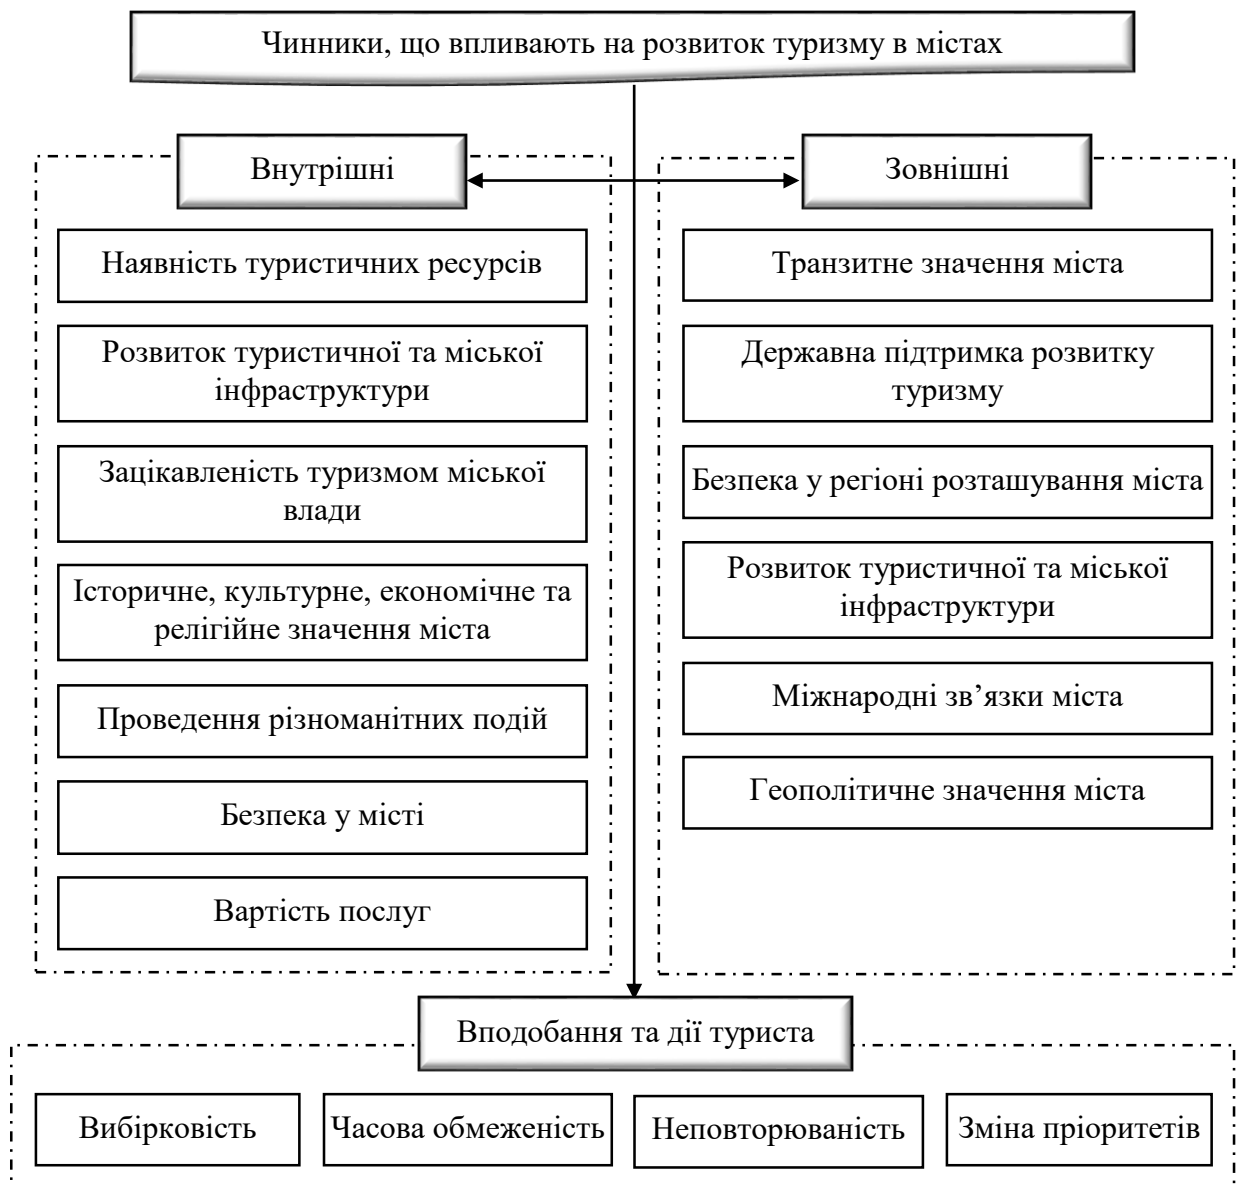 Чинники, що впливають на розвиток туризму в містах
Внутрішні
Наявність туристичних ресурсів
Розвиток туристичної та міської
інфраструктури
Зацікавленість туризмом міської
влади
Історичне, культурне, економічне та
релігійне значення міста
Проведення різноманітних подій
Безпека у місті
Вартість послуг
Зовнішні
Транзитне значення міста
Державна підтримка розвитку
туризму
Безпека у регіоні розташування міста
Розвиток туристичної та міської
інфраструктури
Міжнародні зв’язки міста
Геополітичне значення міста
Вподобання та дії туриста
Вибірковість
Часова обмеженість
Неповторюваність
Зміна пріоритетів